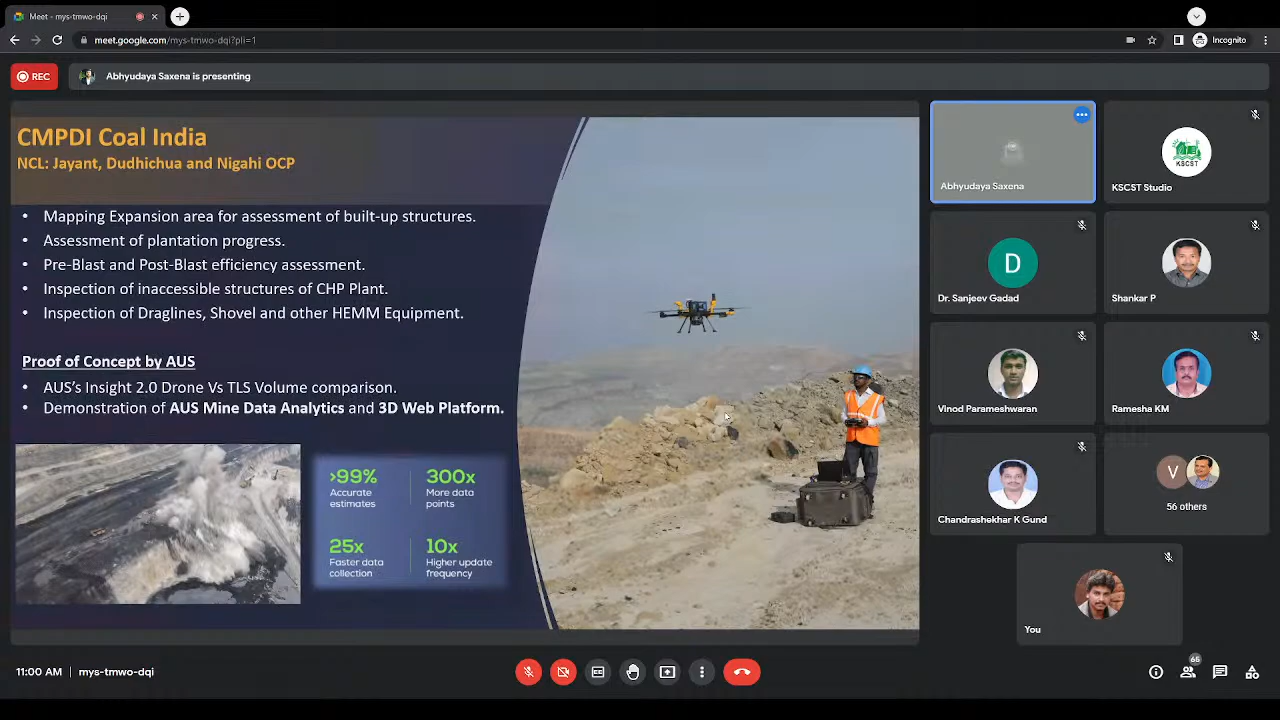 Meet - mys-tmwo-dqi
meet.google.com/mys-tmwo-dqi?pli=1
Incognito
REC
Abhyudaya Saxena is presenting
CMPDI Coal India
NCL: Jayant, Dudhichua and Nigahi OCP
• Mapping Expansion area for assessment of built-up structures.
• Assessment of plantation progress.
• Pre-Blast and Post-Blast efficiency assessment.
• Inspection of inaccessible structures of CHP Plant.
• Inspection of Draglines, Shovel and other HEMM Equipment.
Proof of Concept by AUS
• AUS's Insight 2.0 Drone Vs TLS Volume comparison.
• Demonstration of AUS Mine Data Analytics and 3D Web Platform.
>99%
Accurate
estimates
300x
More data
points
25x
Faster data
collection
10x
Higher update
frequency
Abhyudaya Saxena
KSCST
KSCST Studio
D
Dr. Sanjeev Gadad
Shankar P
Vinod Parameshwaran
Ramesha KM
Chandrashekhar K Gund
V
56 others
You
11:00 AM
mys-tmwo-dqi
65